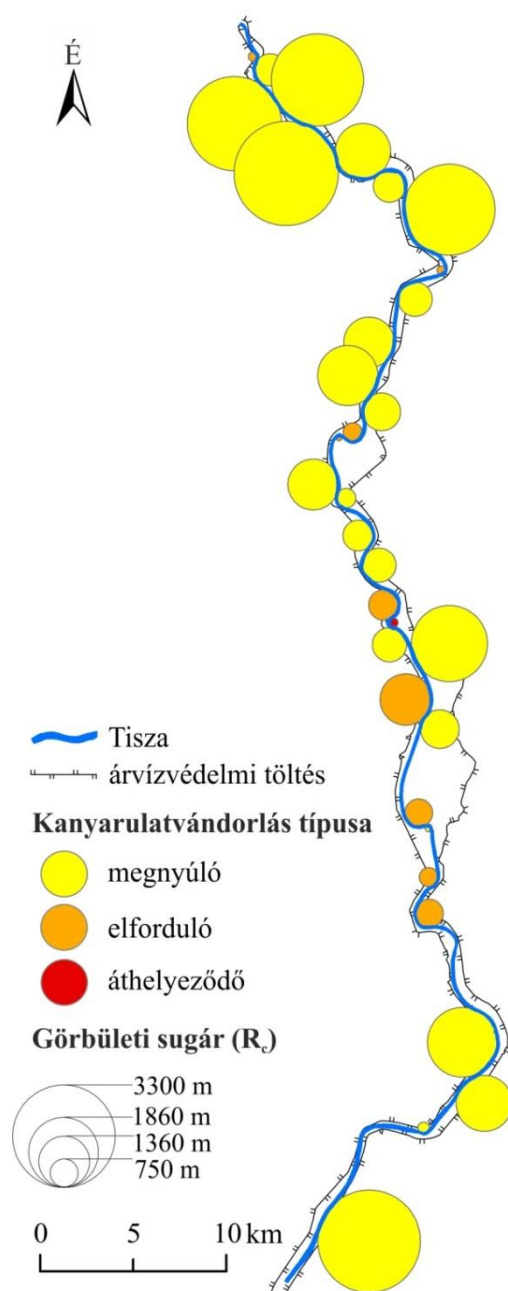 É
Tisza
árvízvédelmi töltés
Kanyarulatvándorlás típusa
megnyúló
elforduló
áthelyeződő
Görbületi sugár (Rc)
3300 m
1860 m
1360 m
750 m
0 5 10 km